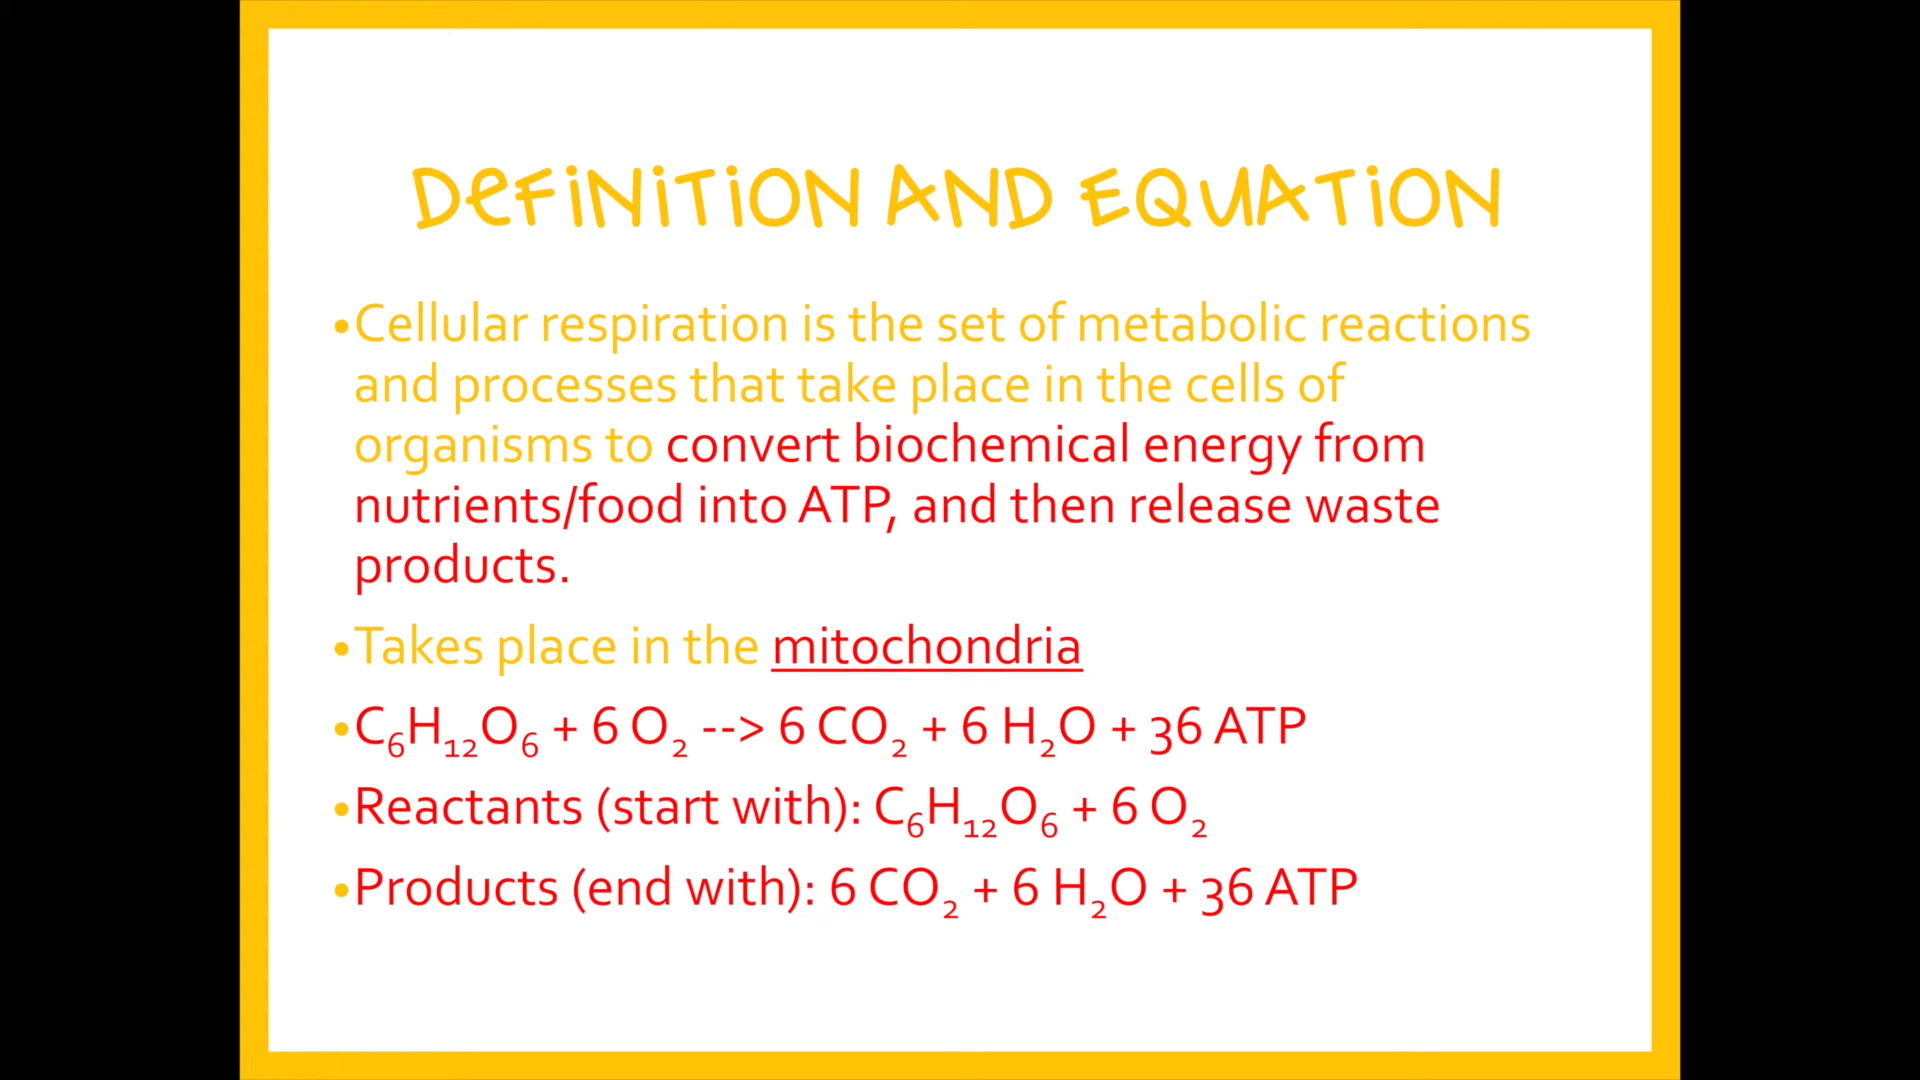 DeFiNiTiON AND EQUATiON
•Cellular respiration is the set of metabolic reactions
and processes that take place in the cells of
organisms to convert biochemical energy from
nutrients/food into ATP, and then release waste
products.
•Takes place in the mitochondria
•C₆H₁₂O₆ + 6 O₂ --> 6 CO₂ + 6 H₂O + 36 ATP
•Reactants (start with): C₆H₁₂O₆ + 6 O₂
•Products (end with): 6 CO₂ + 6 H₂O + 36 ATP